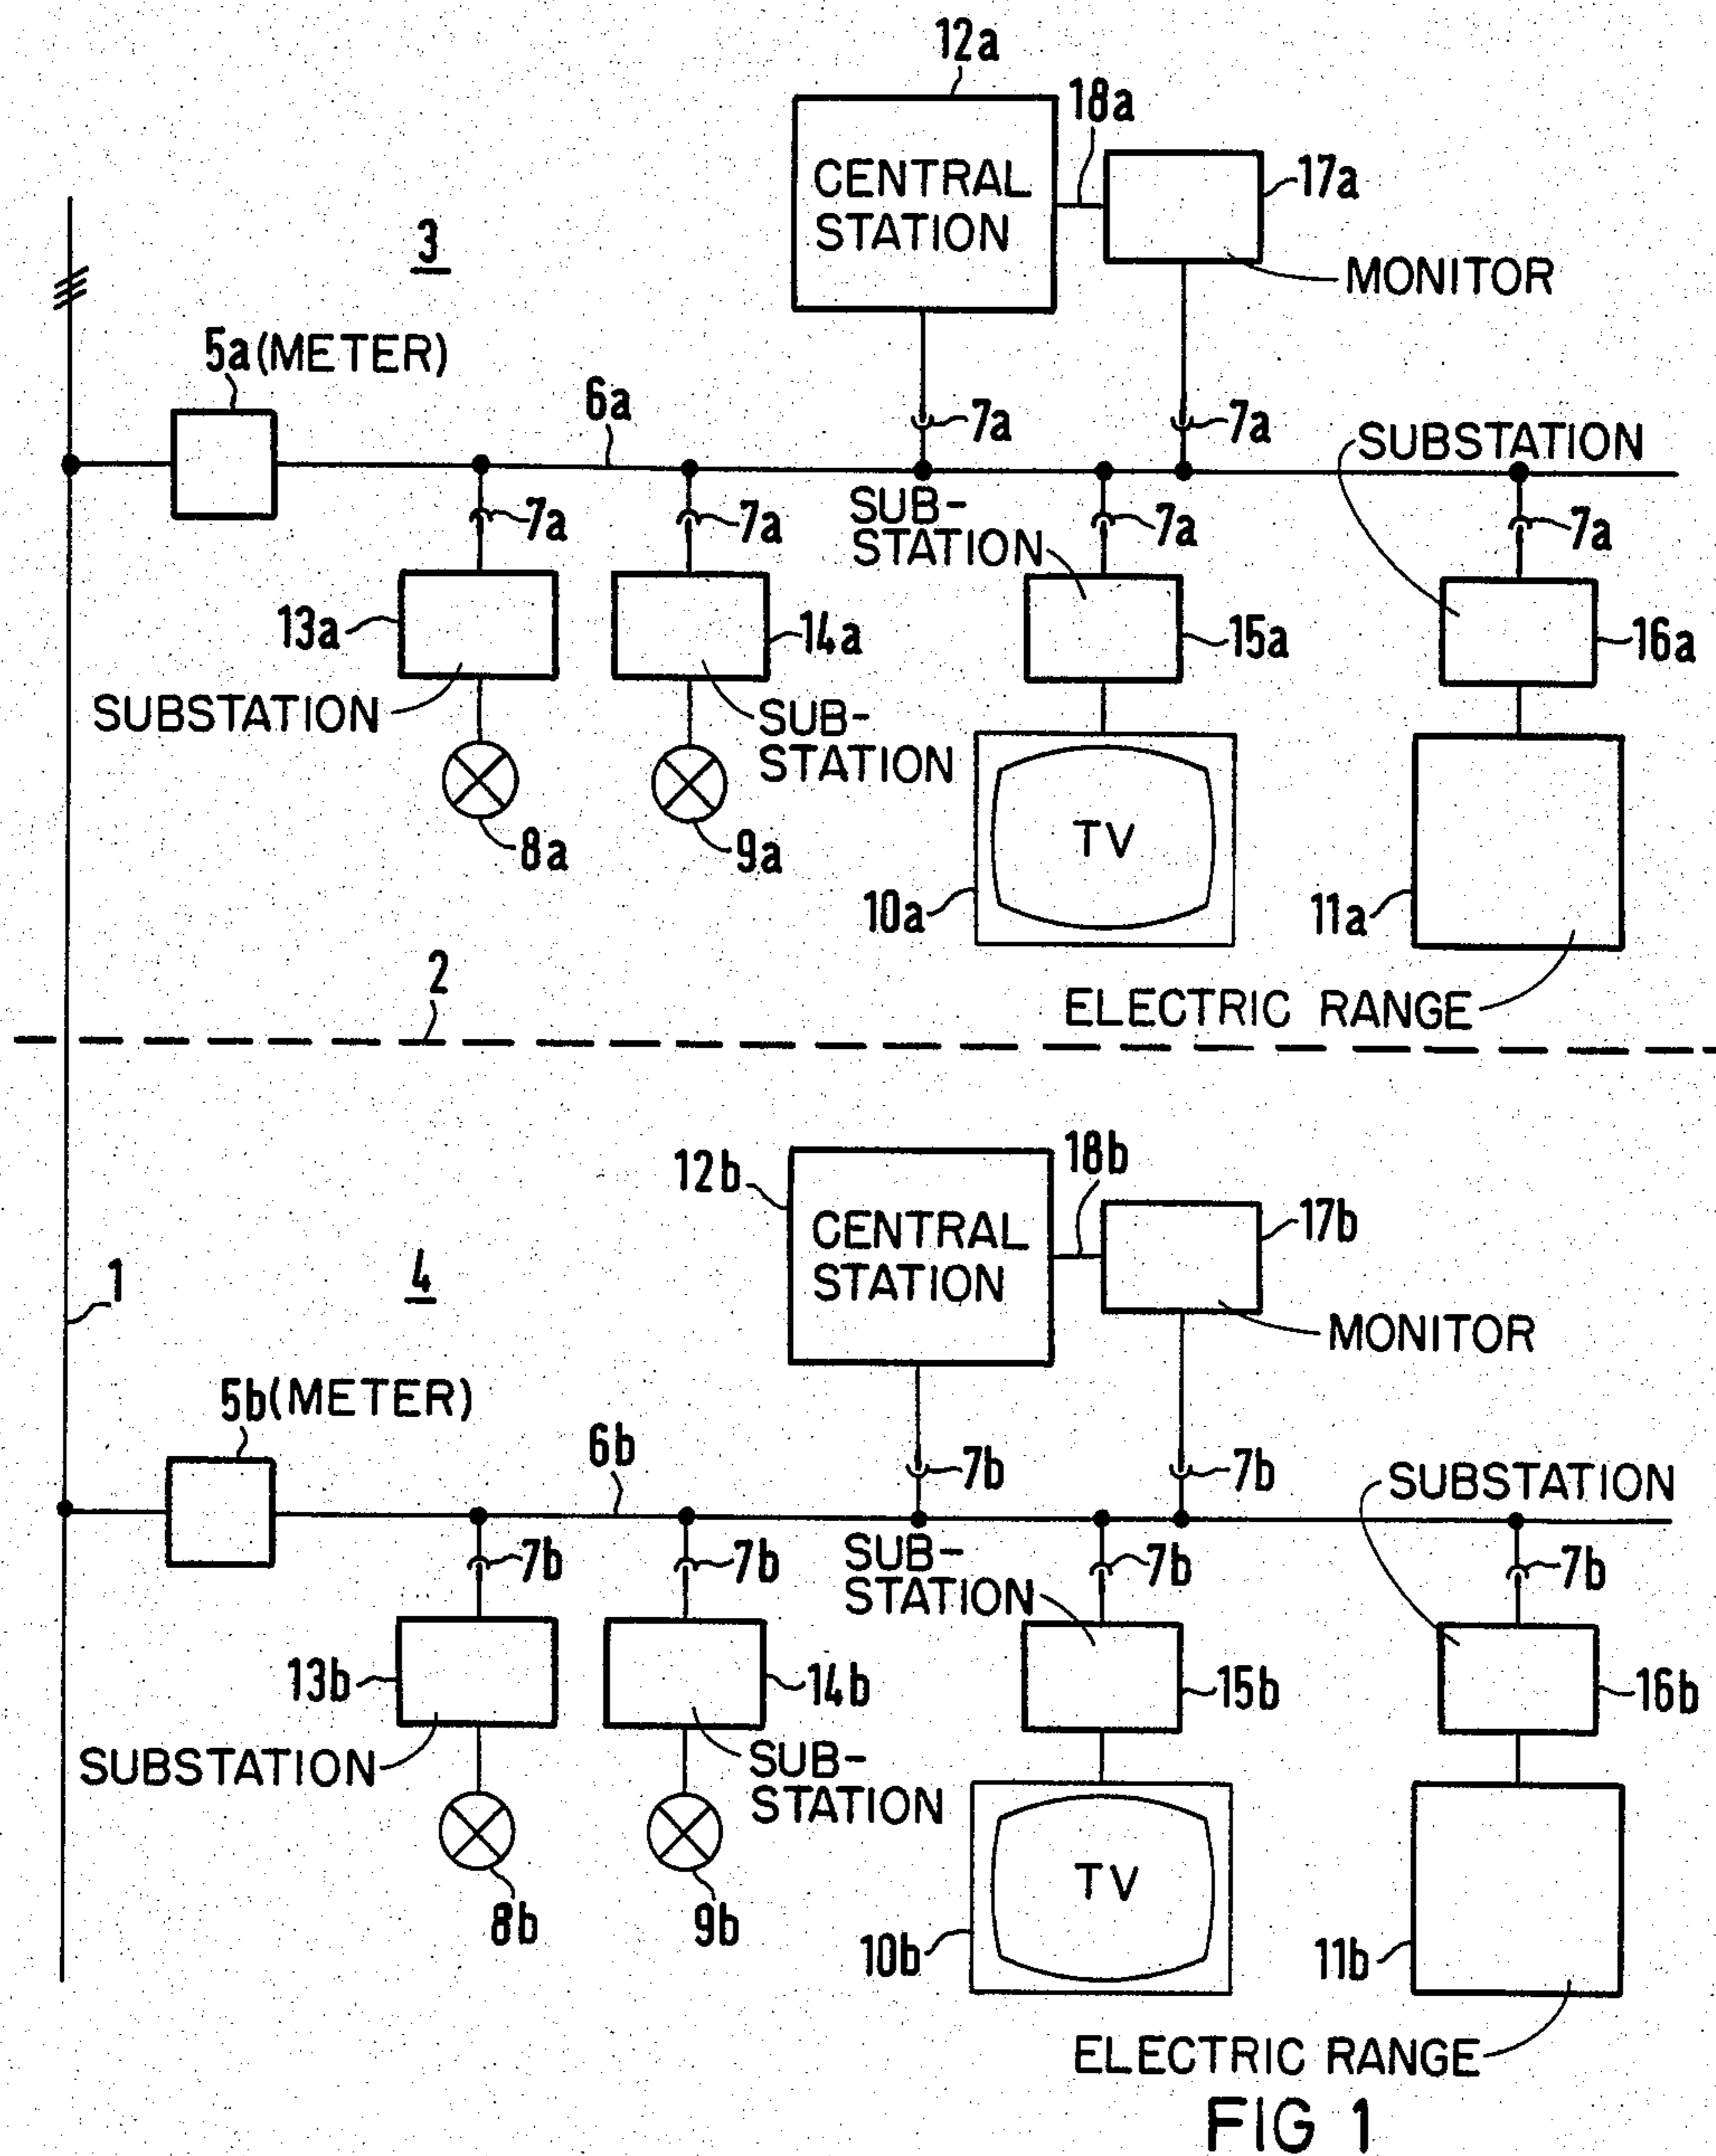 12a
18a
CENTRAL
STATION
17a
3
MONITOR
5a (METER)
6a
7a
7a
SUBSTATION
7a
7a
SUB-
STATION
7a
7a
13a
14a
15a
16a
SUBSTATION
SUB-
STATION
8a
9a
TV
10a
11a
ELECTRIC RANGE
2
12b
18b
CENTRAL
STATION
17b
1
4
MONITOR
5b (METER)
6b
7b
7b
SUBSTATION
7b
7b
SUB-
STATION
7b
7b
13b
14b
15b
16b
SUBSTATION
SUB-
STATION
8b
9b
TV
10b
11b
ELECTRIC RANGE
FIG 1